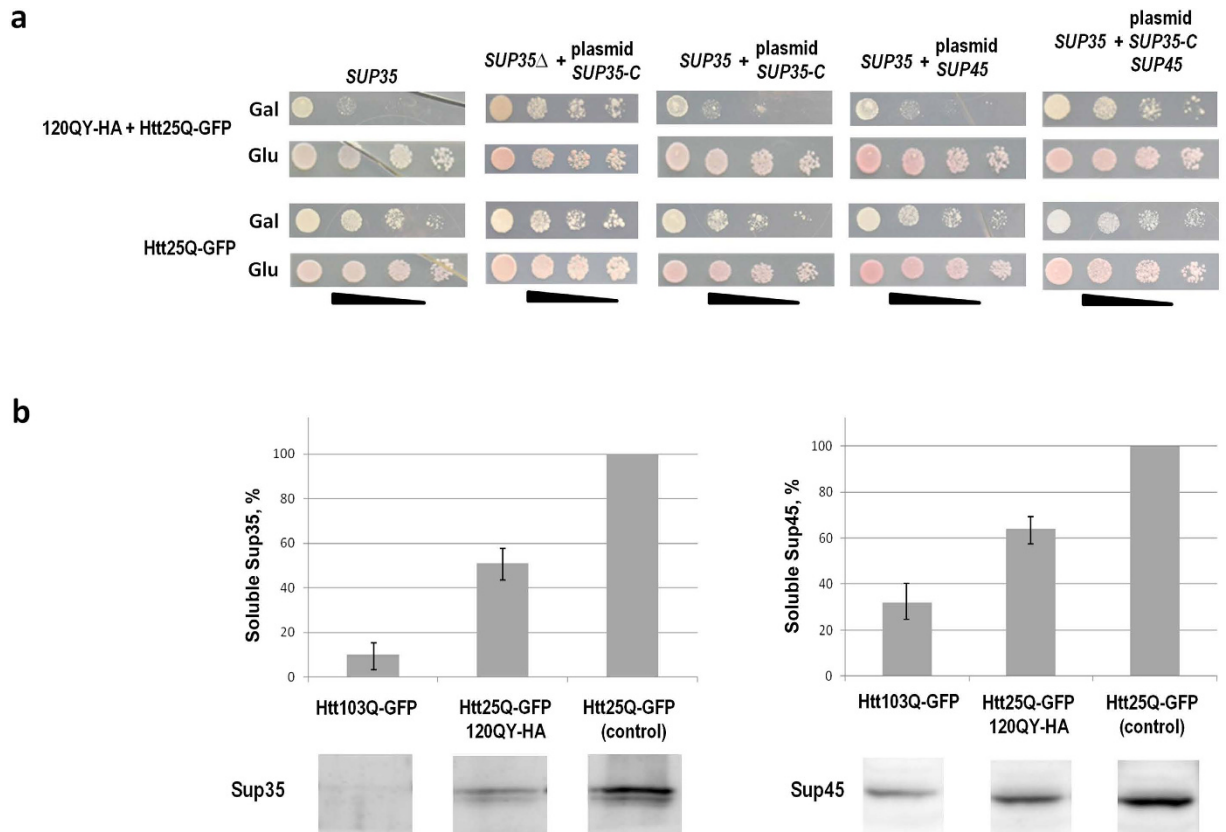 a
SUP35
SUP35Δ + plasmid SUP35-C
SUP35 + plasmid SUP35-C
SUP35 + plasmid SUP45
SUP35 + plasmid SUP35-C SUP45
120QY-HA + Htt25Q-GFP
Gal
Glu
Htt25Q-GFP
Gal
Glu
b
Soluble Sup35, %
100
80
60
40
20
0
Htt103Q-GFP
Htt25Q-GFP
120QY-HA
Htt25Q-GFP
(control)
Sup35
Soluble Sup45, %
100
80
60
40
20
0
Htt103Q-GFP
Htt25Q-GFP
120QY-HA
Htt25Q-GFP
(control)
Sup45